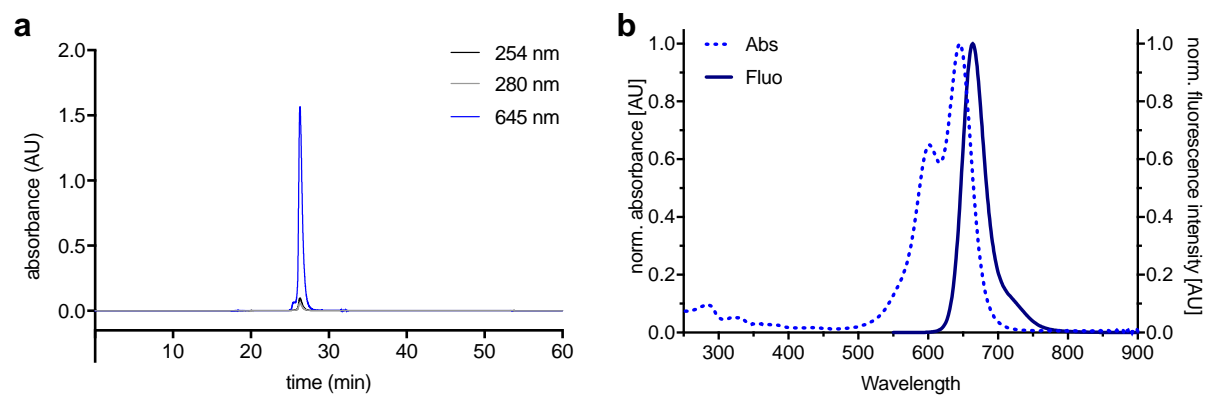 a
2.0
1.5
1.0
0.5
0.0
absorbance (AU)
10 20 30 40 50 60
time (min)
254 nm
280 nm
645 nm
b
1.0
0.8
0.6
0.4
0.2
0.0
norm. absorbance [AU]
Abs
Fluo
300 400 500 600 700 800 900
Wavelength
1.0
0.8
0.6
0.4
0.2
0.0
norm. fluorescence intensity [AU]